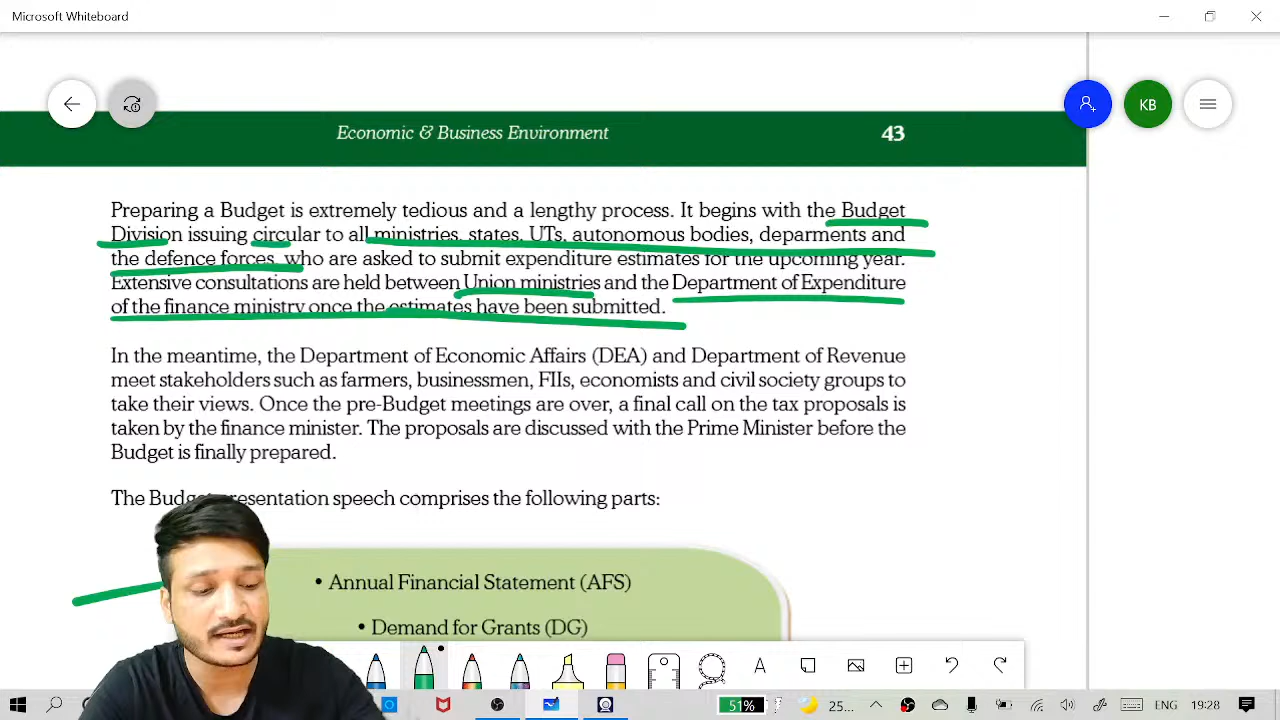 Microsoft Whiteboard
KB
Economic & Business Environment 43
Preparing a Budget is extremely tedious and a lengthy process. It begins with the Budget
Division issuing circular to all ministries, states, UTs, autonomous bodies, deparments and
the defence forces, who are asked to submit expenditure estimates for the upcoming year.
Extensive consultations are held between Union ministries and the Department of Expenditure
of the finance ministry once the estimates have been submitted.
In the meantime, the Department of Economic Affairs (DEA) and Department of Revenue
meet stakeholders such as farmers, businessmen, FIIs, economists and civil society groups to
take their views. Once the pre-Budget meetings are over, a final call on the tax proposals is
taken by the finance minister. The proposals are discussed with the Prime Minister before the
Budget is finally prepared.
The Budget presentation speech comprises the following parts:
• Annual Financial Statement (AFS)
• Demand for Grants (DG)
A
51% 25... ENG 19:28